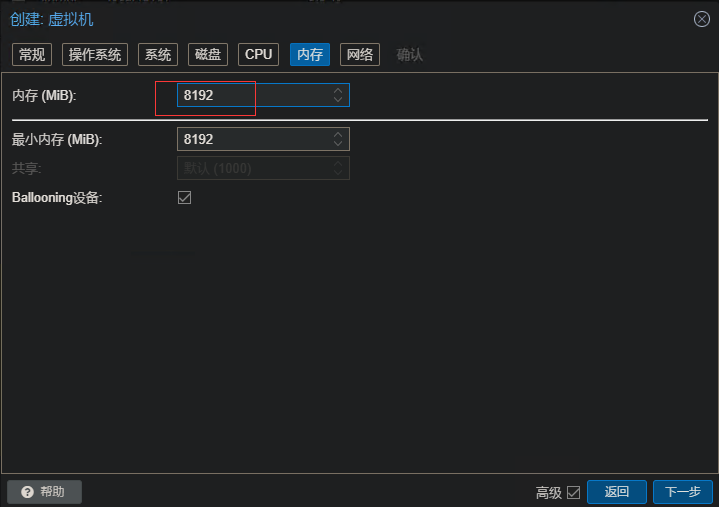 创建: 虚拟机
常规 操作系统 系统 磁盘 CPU 内存 网络 确认
内存 (MiB): 8192
最小内存 (MiB): 8192
共享: 默认 (1000)
Ballooning设备:
帮助 高级 返回 下一步